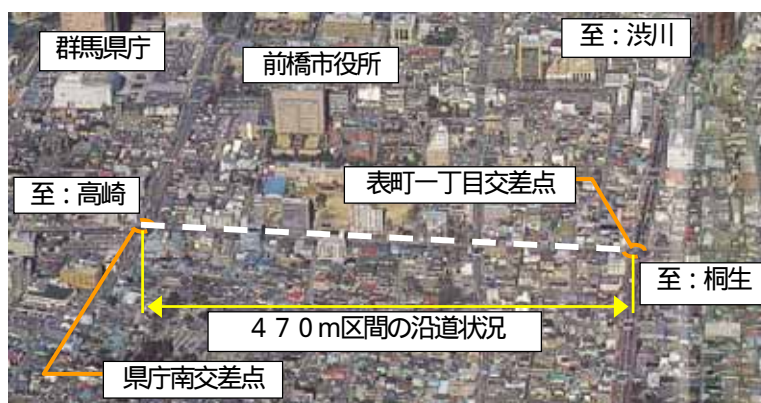 群馬県庁
前橋市役所
至:渋川
表町一丁目交差点
至:高崎
至:桐生
470m区間の沿道状況
県庁南交差点